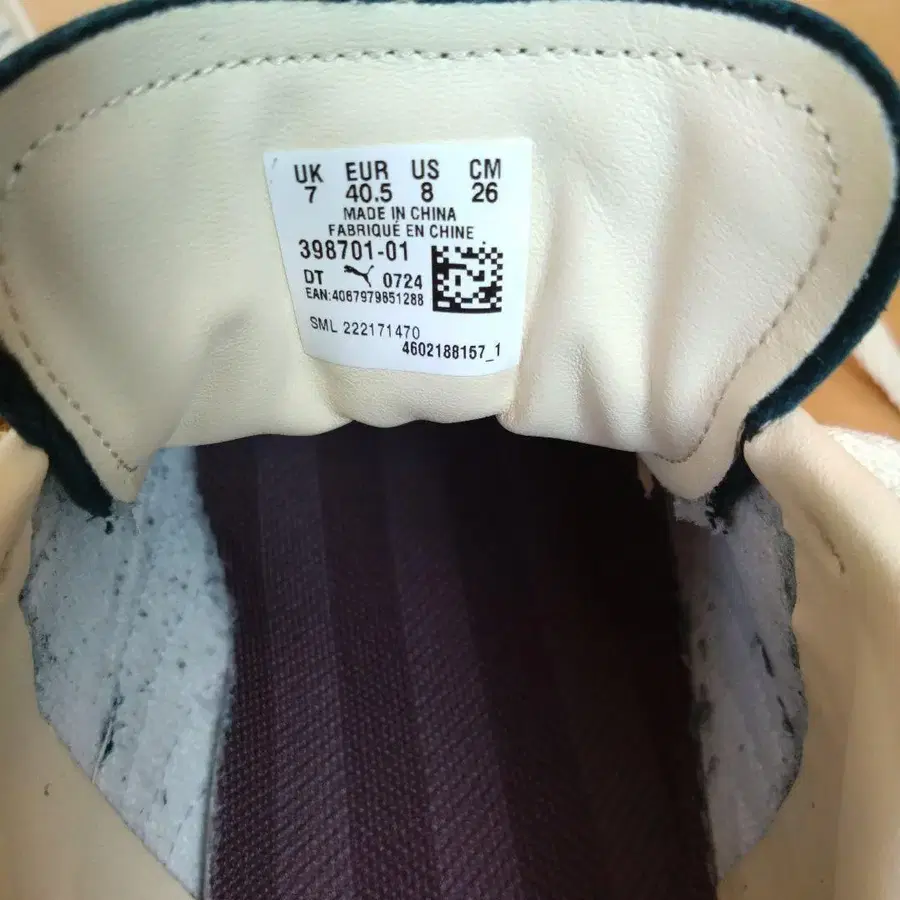 UK EUR US CM
7 40.5 8 26
MADE IN CHINA
FABRIQUÉ EN CHINE
398701-01
DT 0724
EAN:4067979851288
SML 222171470
4602188157_1